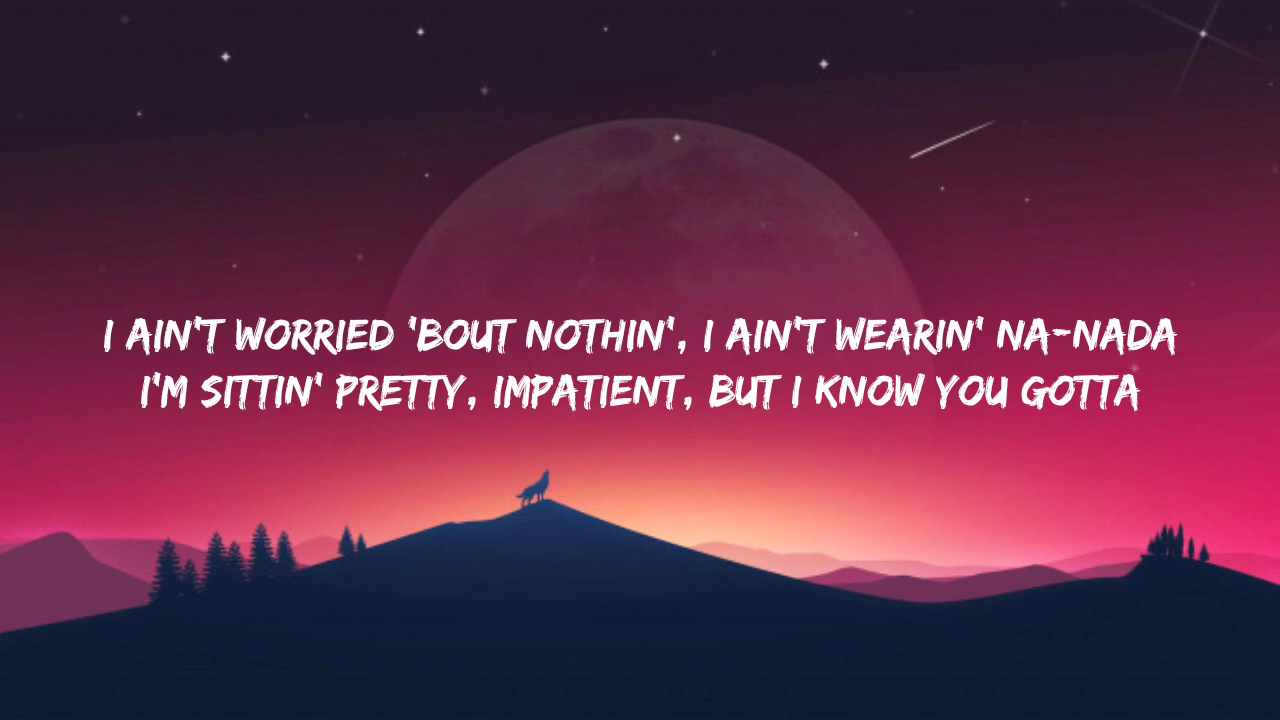 I AIN'T WORRIED 'BOUT NOTHIN', I AIN'T WEARIN' NA-NADA
I'M SITTIN' PRETTY, IMPATIENT, BUT I KNOW YOU GOTTA